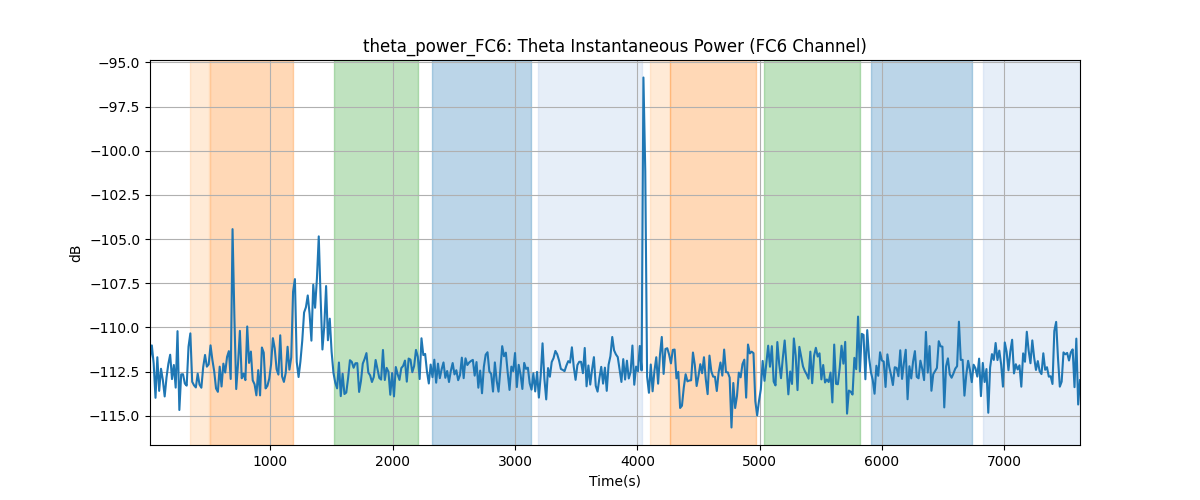 theta_power_FC6: Theta Instantaneous Power (FC6 Channel)
−95.0
−97.5
−100.0
−102.5
−105.0
−107.5
−110.0
−112.5
−115.0
dB
1000 2000 3000 4000 5000 6000 7000
Time(s)